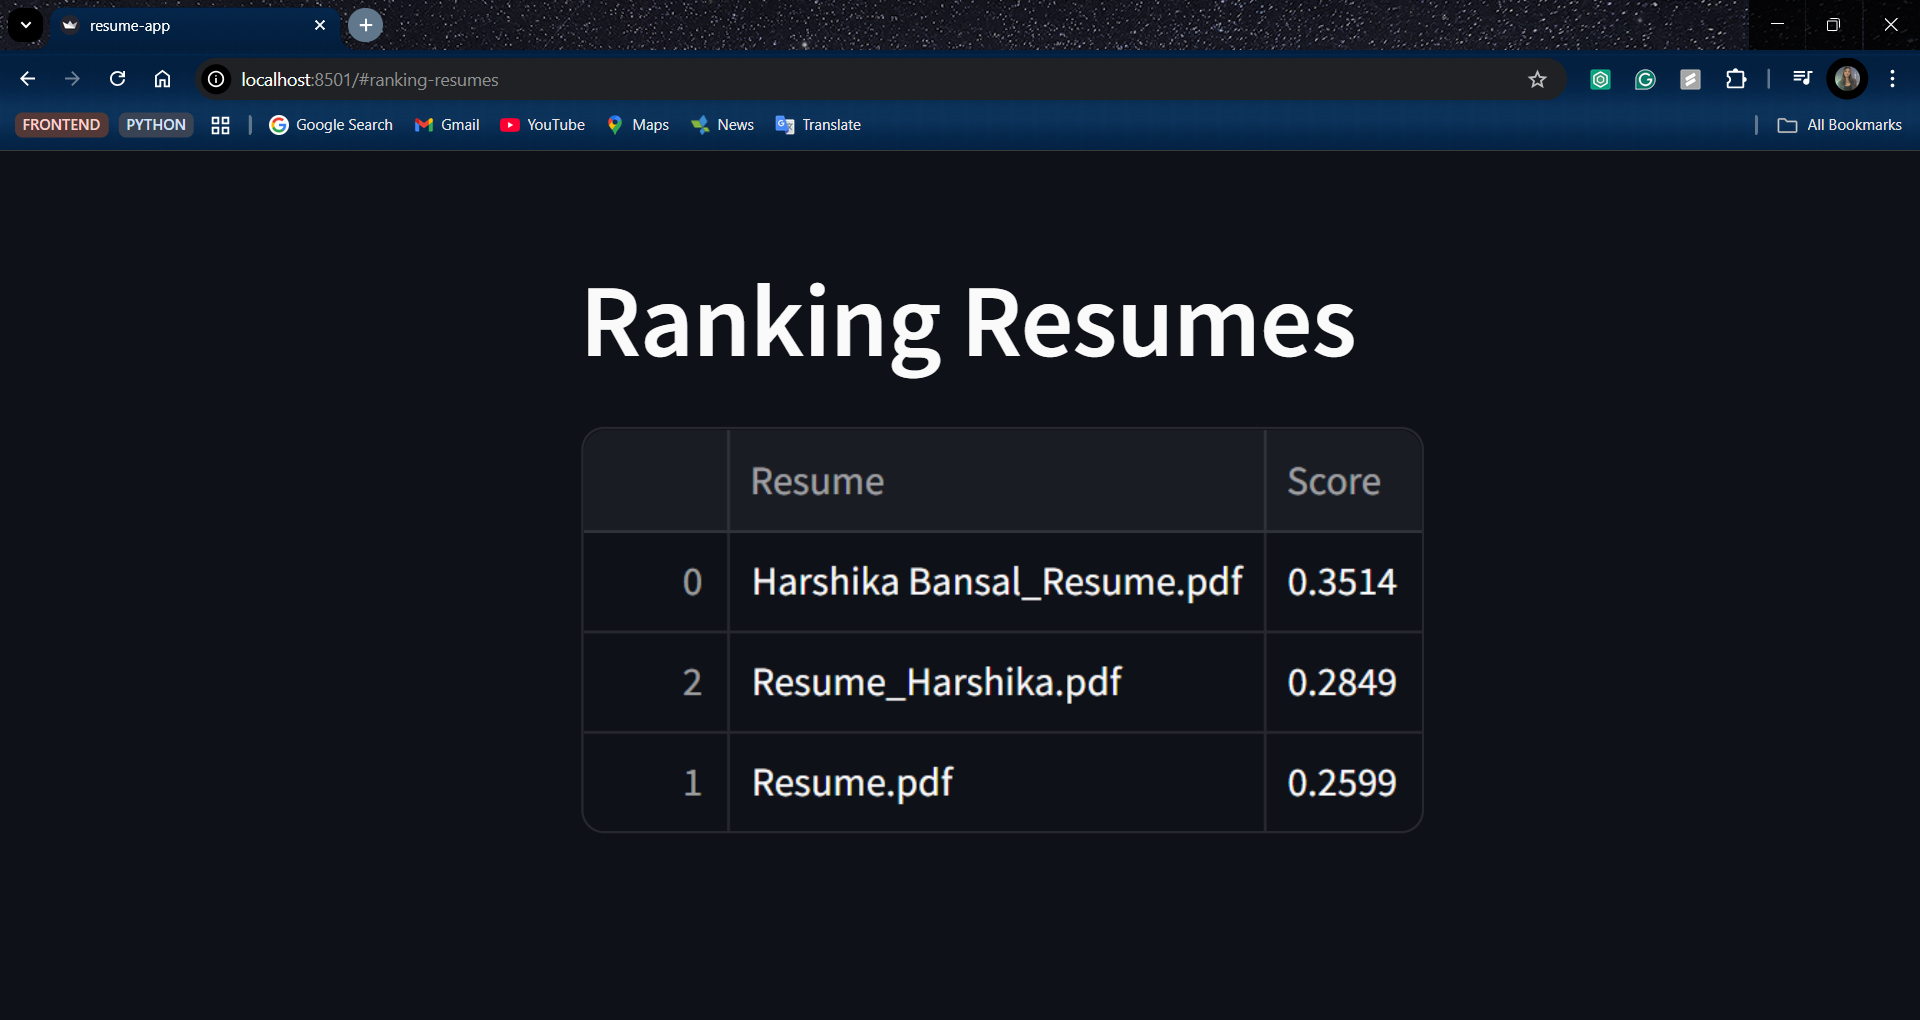 resume-app
localhost:8501/#ranking-resumes
FRONTEND PYTHON Google Search Gmail YouTube Maps News Translate All Bookmarks
Ranking Resumes
Resume Score
0 Harshika Bansal_Resume.pdf 0.3514
2 Resume_Harshika.pdf 0.2849
1 Resume.pdf 0.2599